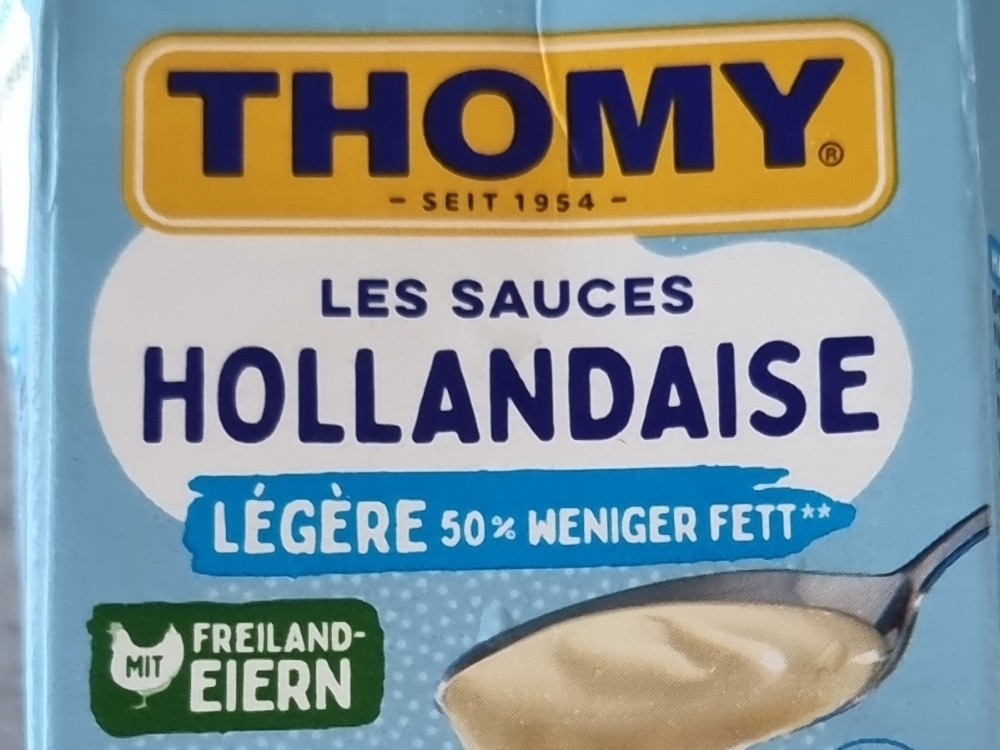 THOMY®
- SEIT 1954 -
LES SAUCES
HOLLANDAISE
LÉGÈRE 50% WENIGER FETT**
MIT FREILAND-
EIERN